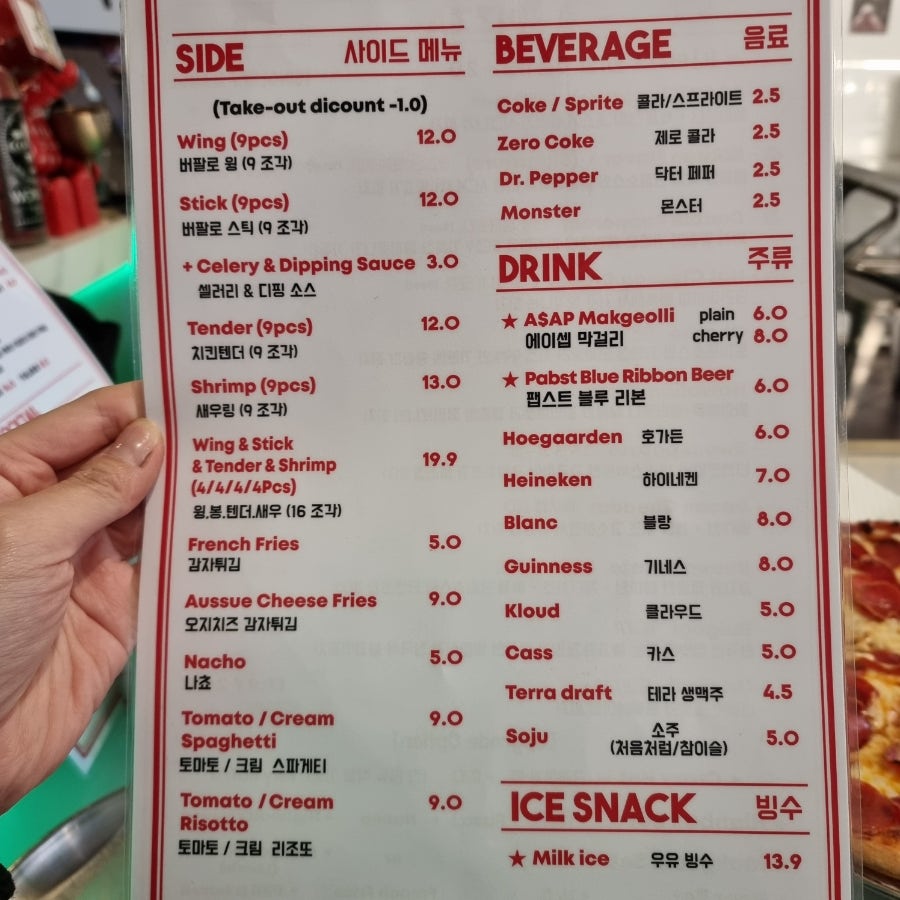 SIDE 사이드 메뉴
(Take-out dicount -1.0)
Wing (9pcs) 12.0
버팔로 윙 (9 조각)
Stick (9pcs) 12.0
버팔로 스틱 (9 조각)
+ Celery & Dipping Sauce 3.0
셀러리 & 디핑 소스
Tender (9pcs) 12.0
치킨텐더 (9 조각)
Shrimp (9pcs) 13.0
새우링 (9 조각)
Wing & Stick
& Tender & Shrimp 19.9
(4/4/4/4Pcs)
윙,봉,텐더,새우 (16 조각)
French Fries 5.0
감자튀김
Aussue Cheese Fries 9.0
오지치즈 감자튀김
Nacho 5.0
나쵸
Tomato / Cream 9.0
Spaghetti
토마토 / 크림 스파게티
Tomato / Cream 9.0
Risotto
토마토 / 크림 리조또
BEVERAGE 음료
Coke / Sprite 콜라/스프라이트 2.5
Zero Coke 제로 콜라 2.5
Dr. Pepper 닥터 페퍼 2.5
Monster 몬스터 2.5
DRINK 주류
★ A$AP Makgeolli plain 6.0
에이셉 막걸리 cherry 8.0
★ Pabst Blue Ribbon Beer 6.0
팹스트 블루 리본
Hoegaarden 호가든 6.0
Heineken 하이네켄 7.0
Blanc 블랑 8.0
Guinness 기네스 8.0
Kloud 클라우드 5.0
Cass 카스 5.0
Terra draft 테라 생맥주 4.5
Soju 소주 5.0
(처음처럼/참이슬)
ICE SNACK 빙수
★ Milk ice 우유 빙수 13.9